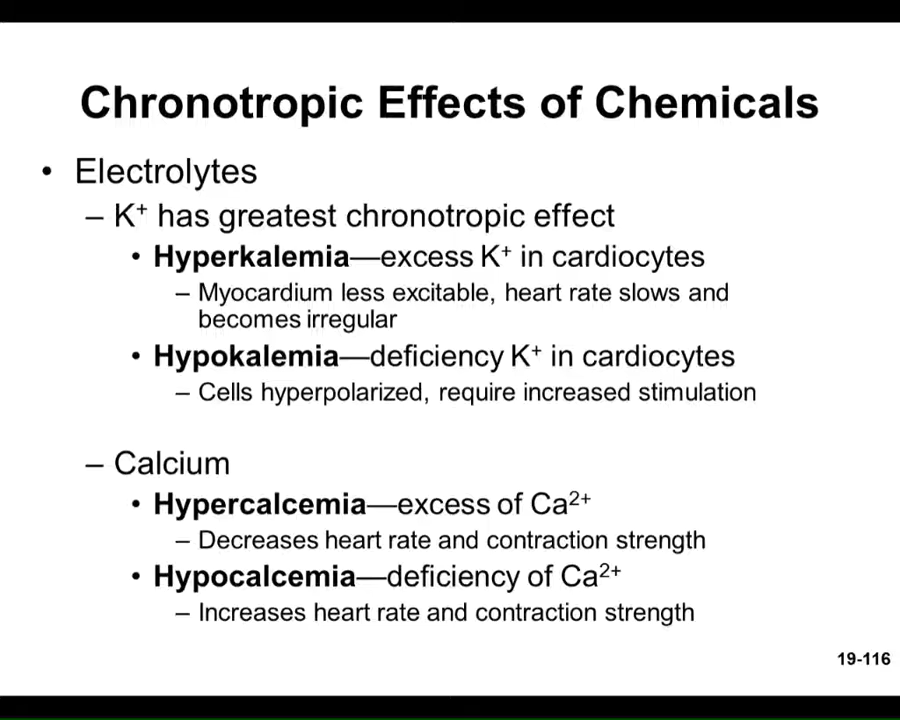 Chronotropic Effects of Chemicals
• Electrolytes
– K⁺ has greatest chronotropic effect
• Hyperkalemia—excess K⁺ in cardiocytes
– Myocardium less excitable, heart rate slows and
becomes irregular
• Hypokalemia—deficiency K⁺ in cardiocytes
– Cells hyperpolarized, require increased stimulation
– Calcium
• Hypercalcemia—excess of Ca²⁺
– Decreases heart rate and contraction strength
• Hypocalcemia—deficiency of Ca²⁺
– Increases heart rate and contraction strength
19-116